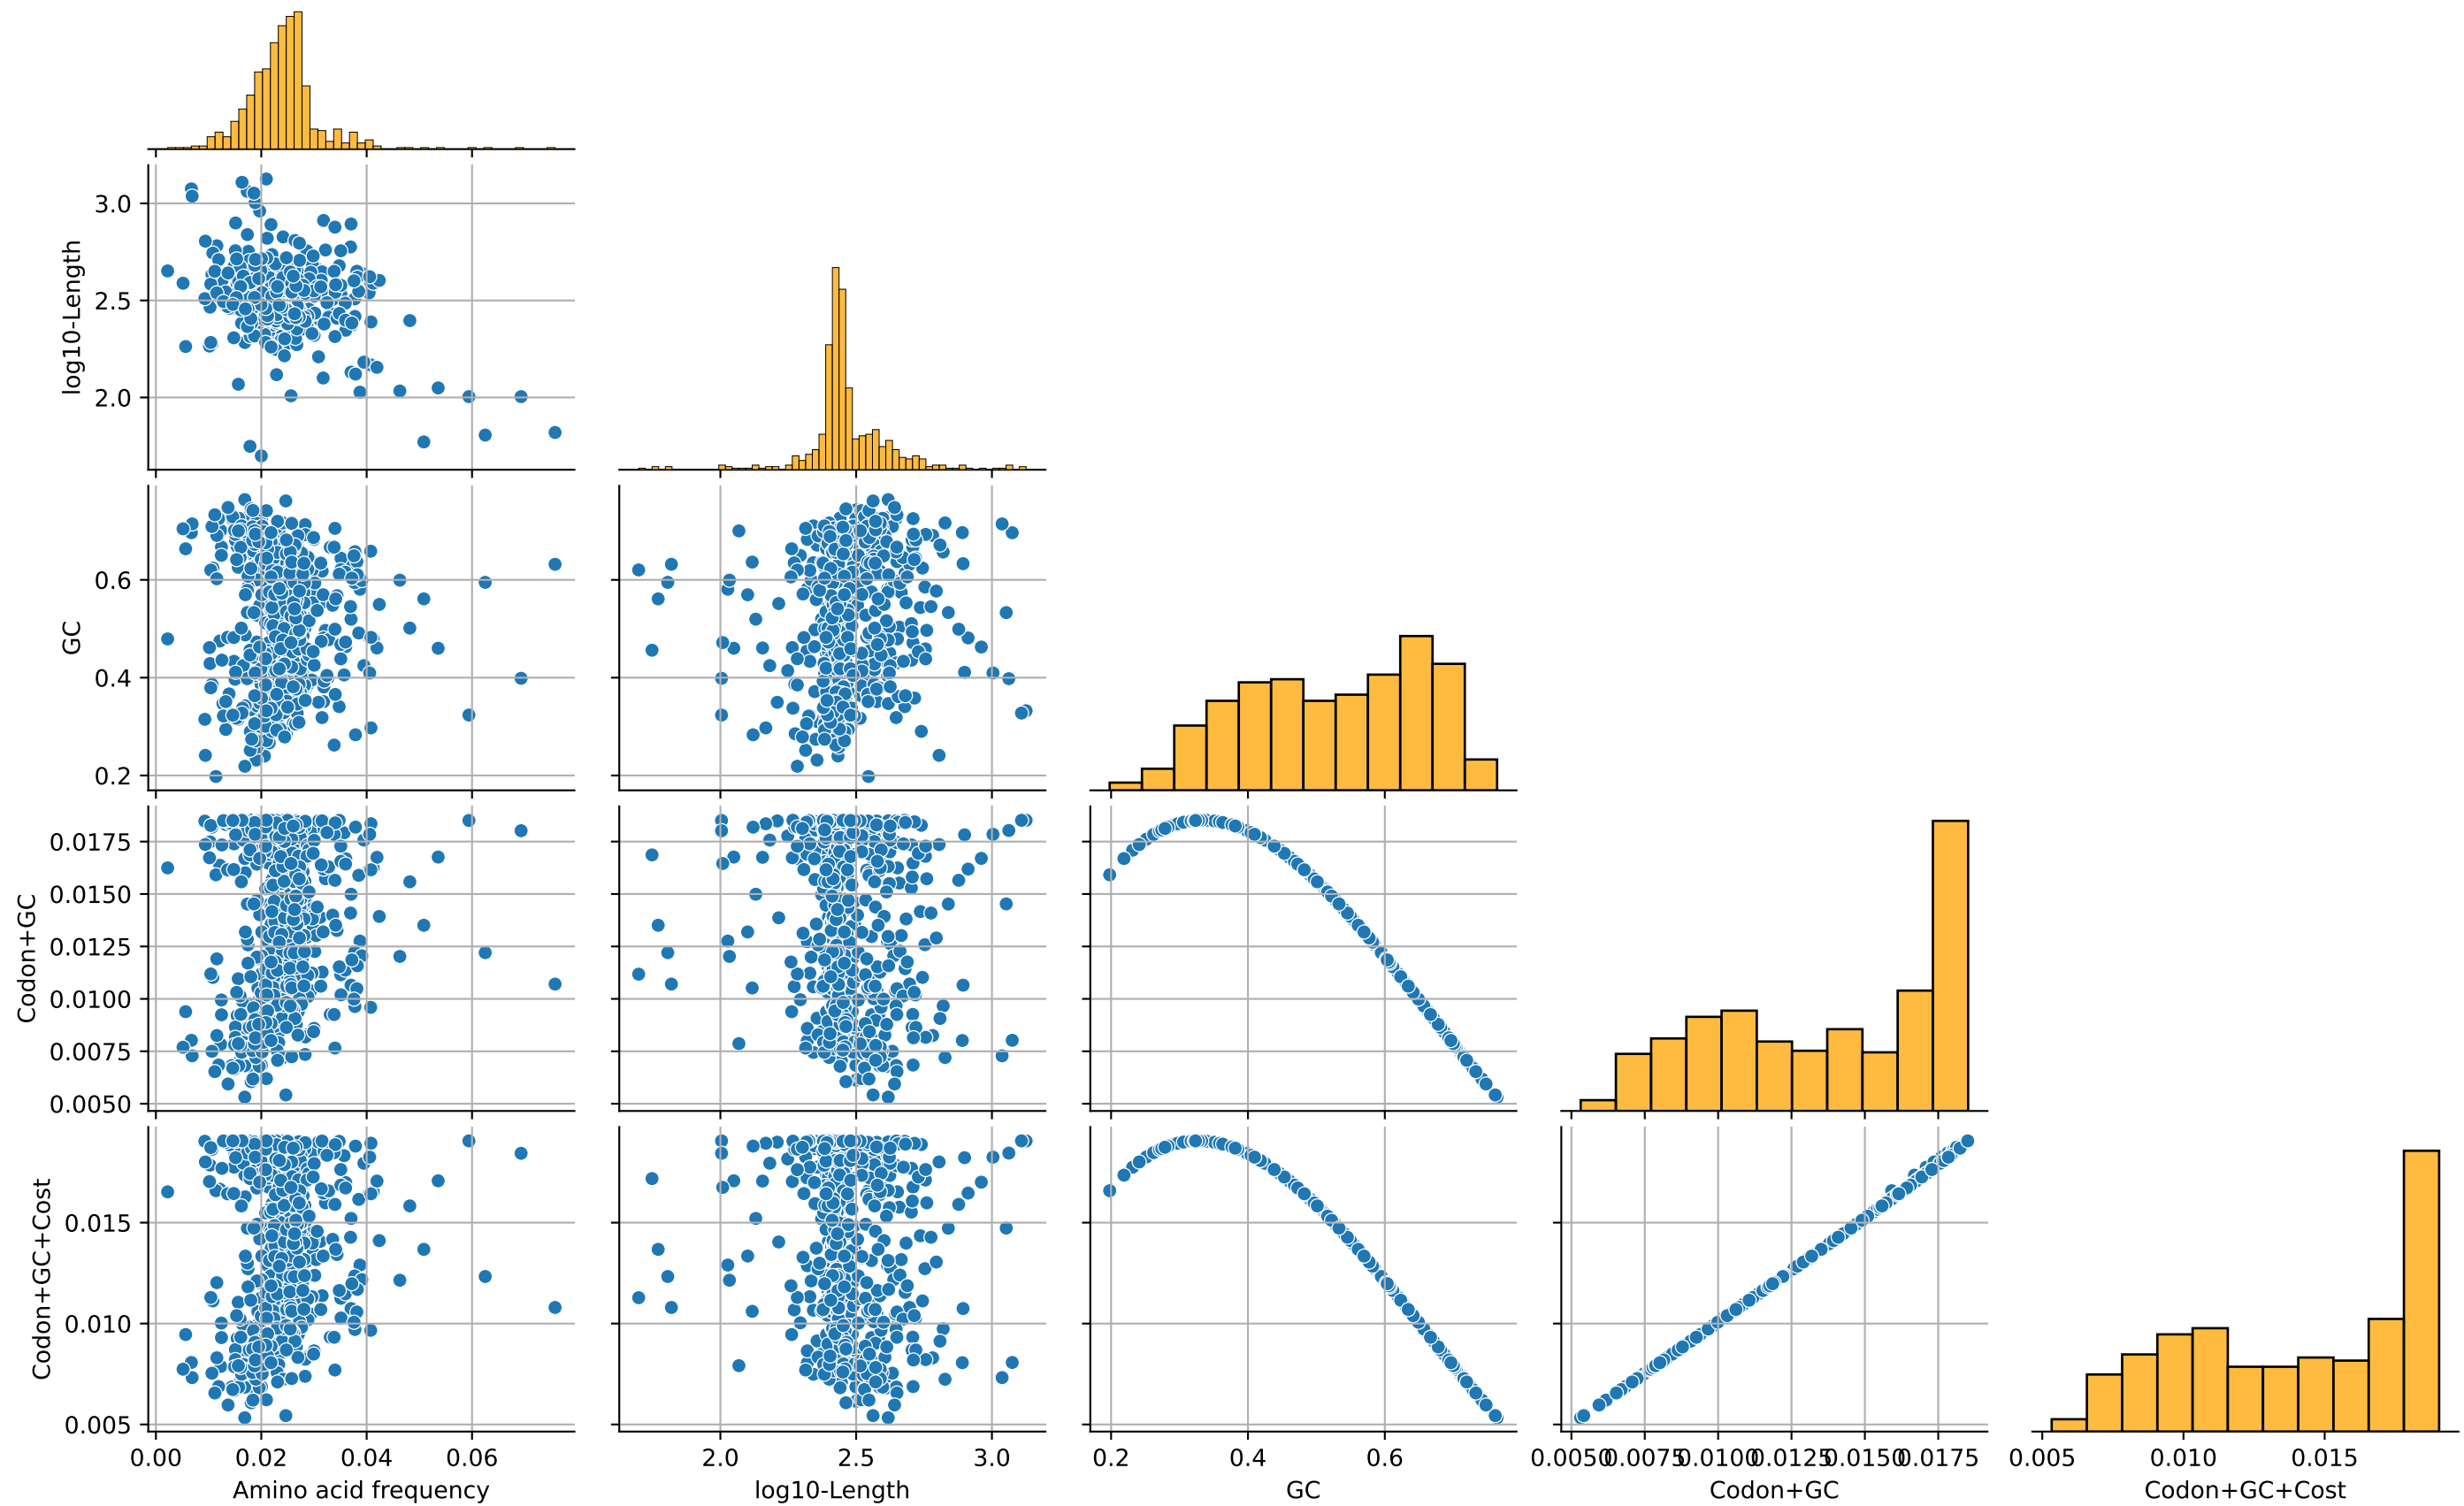 log10-Length
3.0
2.5
2.0
GC
0.6
0.4
0.2
Codon+GC
0.0175
0.0150
0.0125
0.0100
0.0075
0.0050
Codon+GC+Cost
0.015
0.010
0.005
0.00 0.02 0.04 0.06
Amino acid frequency
2.0 2.5 3.0
log10-Length
0.2 0.4 0.6
GC
0.0050 0.0075 0.0100 0.0125 0.0150 0.0175
Codon+GC
0.005 0.010 0.015
Codon+GC+Cost